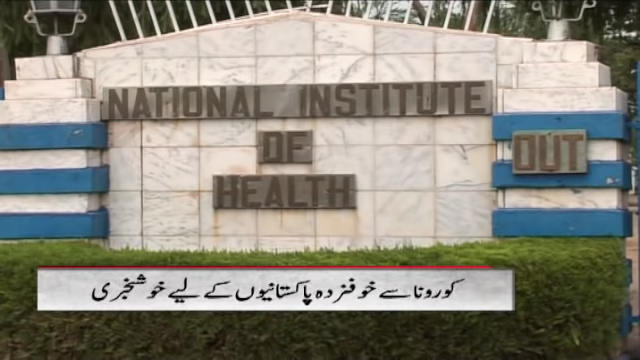 NATIONAL INSTITUTE
OF
HEALTH
OUT
کورونا سے خوفزدہ پاکستانیوں کے لیے خوشخبری